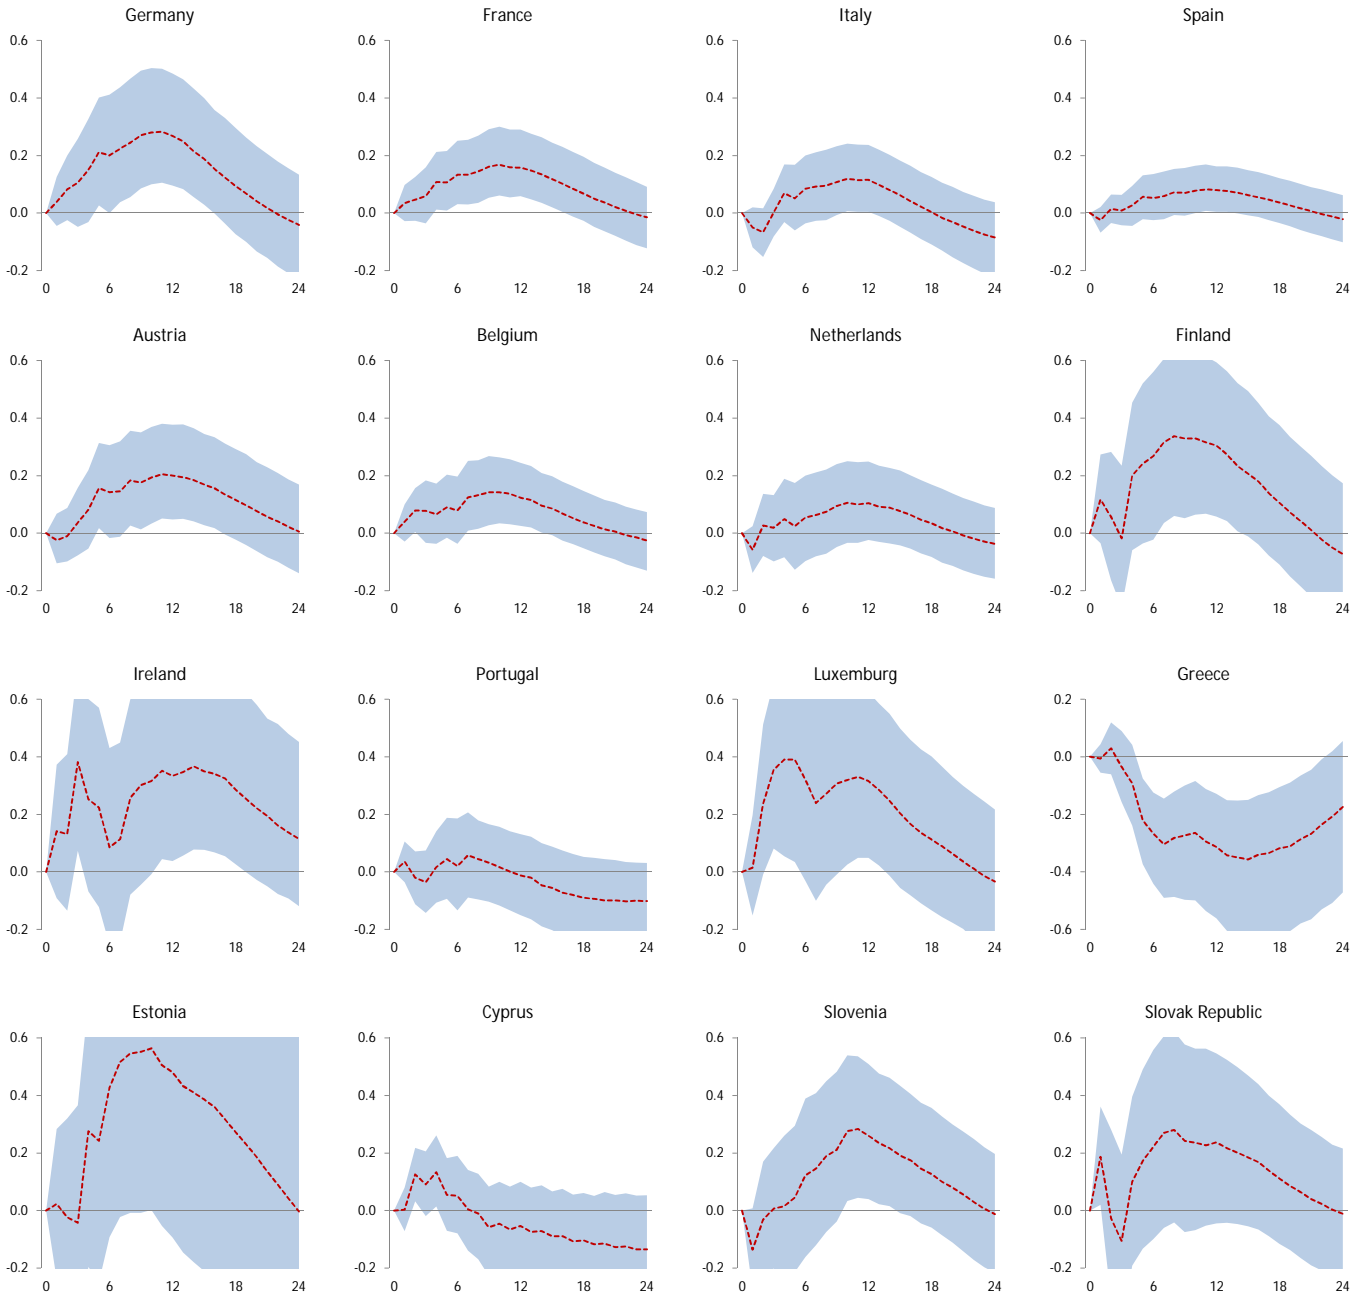 Germany France Italy Spain
0.6 0.6 0.6 0.6
0.4 0.4 0.4 0.4
0.2 0.2 0.2 0.2
0.0 0.0 0.0 0.0
-0.2 -0.2 -0.2 -0.2
0 6 12 18 24 0 6 12 18 24 0 6 12 18 24 0 6 12 18 24
Austria Belgium Netherlands Finland
0.6 0.6 0.6 0.6
0.4 0.4 0.4 0.4
0.2 0.2 0.2 0.2
0.0 0.0 0.0 0.0
-0.2 -0.2 -0.2 -0.2
0 6 12 18 24 0 6 12 18 24 0 6 12 18 24 0 6 12 18 24
Ireland Portugal Luxemburg Greece
0.6 0.6 0.6 0.2
0.4 0.4 0.4 0.0
0.2 0.2 0.2 -0.2
0.0 0.0 0.0 -0.4
-0.2 -0.2 -0.2 -0.6
0 6 12 18 24 0 6 12 18 24 0 6 12 18 24 0 6 12 18 24
Estonia Cyprus Slovenia Slovak Republic
0.6 0.6 0.6 0.6
0.4 0.4 0.4 0.4
0.2 0.2 0.2 0.2
0.0 0.0 0.0 0.0
-0.2 -0.2 -0.2 -0.2
0 6 12 18 24 0 6 12 18 24 0 6 12 18 24 0 6 12 18 24